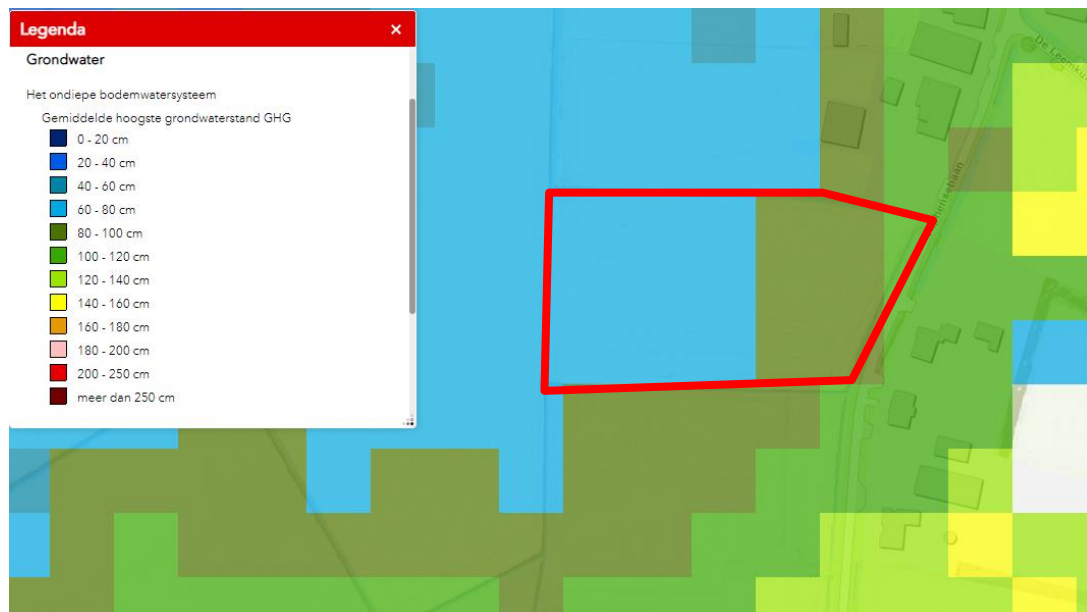 Legenda
Grondwater
Het ondiepe bodemwatersysteem
Gemiddelde hoogste grondwaterstand GHG
0 - 20 cm
20 - 40 cm
40 - 60 cm
60 - 80 cm
80 - 100 cm
100 - 120 cm
120 - 140 cm
140 - 160 cm
160 - 180 cm
180 - 200 cm
200 - 250 cm
meer dan 250 cm
De